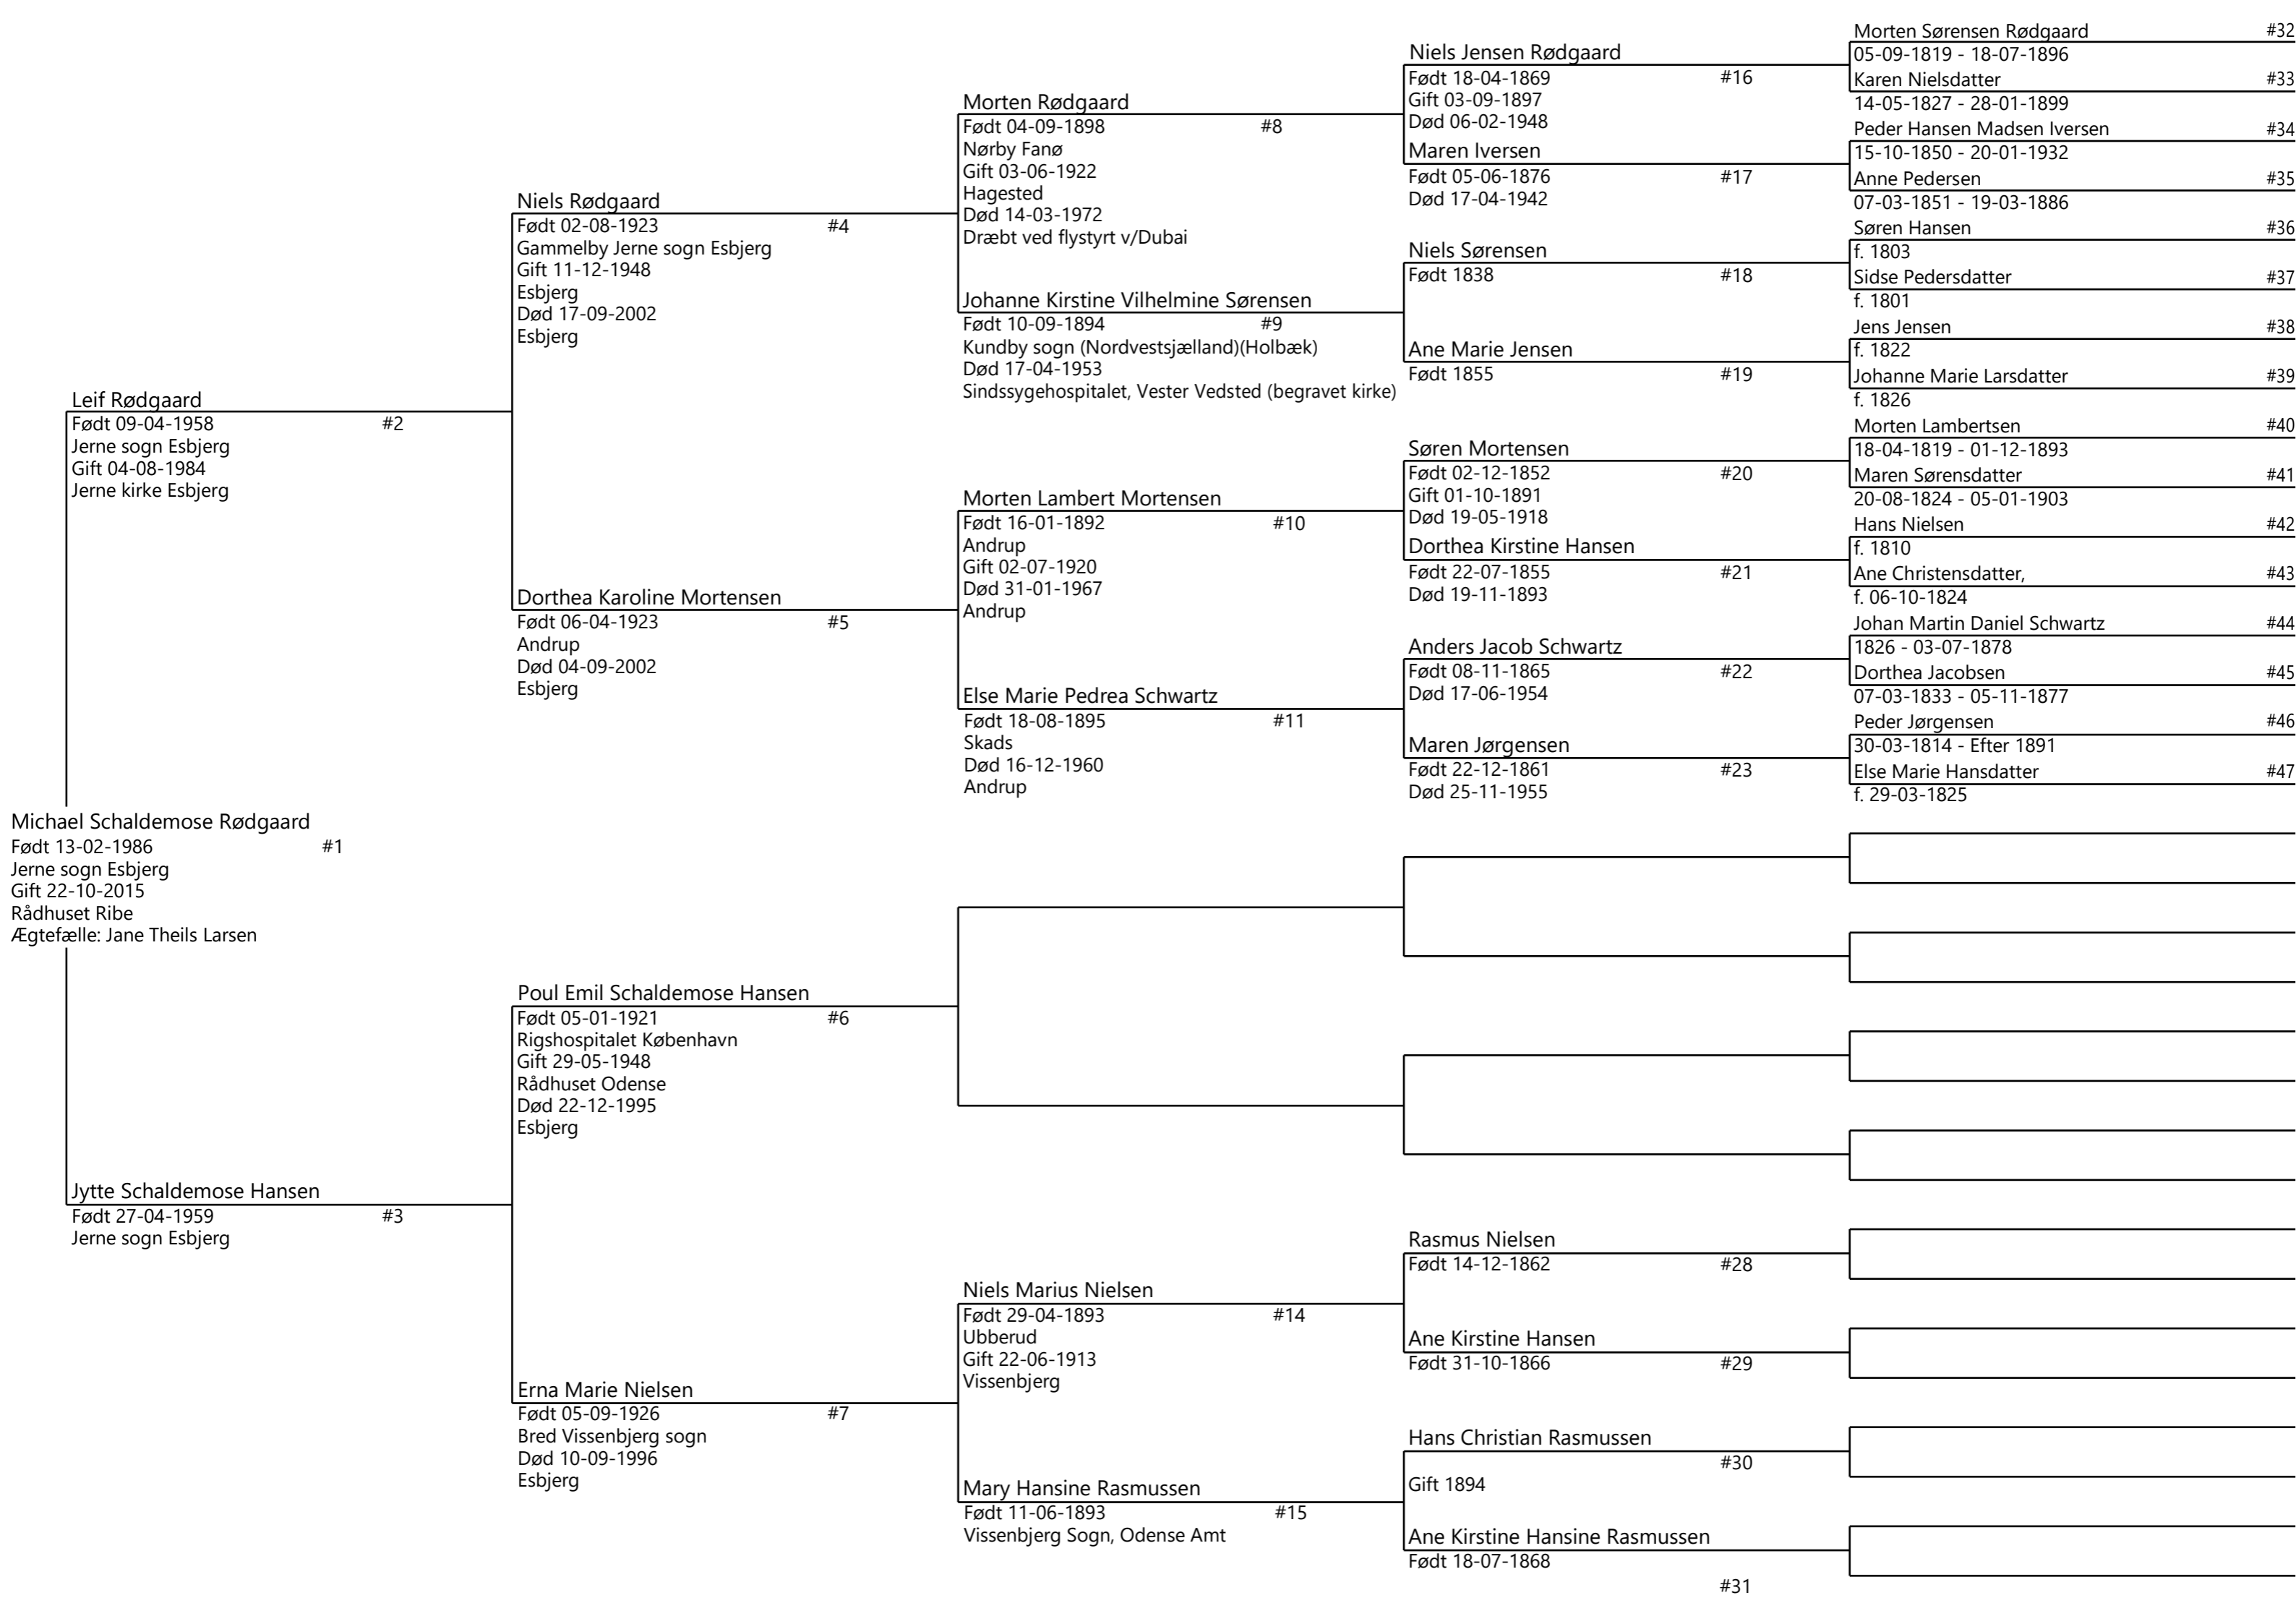 Michael Schaldemose Rødgaard
Født 13-02-1986 #1
Jerne sogn Esbjerg
Gift 22-10-2015
Rådhuset Ribe
Ægtefælle: Jane Theils Larsen
Leif Rødgaard
Født 09-04-1958 #2
Jerne sogn Esbjerg
Gift 04-08-1984
Jerne kirke Esbjerg
Jytte Schaldemose Hansen
Født 27-04-1959 #3
Jerne sogn Esbjerg
Niels Rødgaard
Født 02-08-1923 #4
Gammelby Jerne sogn Esbjerg
Gift 11-12-1948
Esbjerg
Død 17-09-2002
Esbjerg
Dorthea Karoline Mortensen
Født 06-04-1923 #5
Andrup
Død 04-09-2002
Esbjerg
Poul Emil Schaldemose Hansen
Født 05-01-1921 #6
Rigshospitalet København
Gift 29-05-1948
Rådhuset Odense
Død 22-12-1995
Esbjerg
Erna Marie Nielsen
Født 05-09-1926 #7
Bred Vissenbjerg sogn
Død 10-09-1996
Esbjerg
Morten Rødgaard
Født 04-09-1898 #8
Nørby Fanø
Gift 03-06-1922
Hagested
Død 14-03-1972
Dræbt ved flystyrt v/Dubai
Johanne Kirstine Vilhelmine Sørensen
Født 10-09-1894 #9
Kundby sogn (Nordvestsjælland)(Holbæk)
Død 17-04-1953
Sindssygehospitalet, Vester Vedsted (begravet kirke)
Morten Lambert Mortensen
Født 16-01-1892 #10
Andrup
Gift 02-07-1920
Død 31-01-1967
Andrup
Else Marie Pedrea Schwartz
Født 18-08-1895 #11
Skads
Død 16-12-1960
Andrup
Niels Marius Nielsen
Født 29-04-1893 #14
Ubberud
Gift 22-06-1913
Vissenbjerg
Mary Hansine Rasmussen
Født 11-06-1893 #15
Vissenbjerg Sogn, Odense Amt
Niels Jensen Rødgaard
Født 18-04-1869 #16
Gift 03-09-1897
Død 06-02-1948
Maren Iversen
Født 05-06-1876 #17
Død 17-04-1942
Niels Sørensen
Født 1838 #18
Ane Marie Jensen
Født 1855 #19
Søren Mortensen
Født 02-12-1852 #20
Gift 01-10-1891
Død 19-05-1918
Dorthea Kirstine Hansen
Født 22-07-1855 #21
Død 19-11-1893
Anders Jacob Schwartz
Født 08-11-1865 #22
Død 17-06-1954
Maren Jørgensen
Født 22-12-1861 #23
Død 25-11-1955
Rasmus Nielsen
Født 14-12-1862 #28
Ane Kirstine Hansen
Født 31-10-1866 #29
Hans Christian Rasmussen
#30
Gift 1894
Ane Kirstine Hansine Rasmussen
Født 18-07-1868
#31
Morten Sørensen Rødgaard #32
05-09-1819 - 18-07-1896
Karen Nielsdatter #33
14-05-1827 - 28-01-1899
Peder Hansen Madsen Iversen #34
15-10-1850 - 20-01-1932
Anne Pedersen #35
07-03-1851 - 19-03-1886
Søren Hansen #36
f. 1803
Sidse Pedersdatter #37
f. 1801
Jens Jensen #38
f. 1822
Johanne Marie Larsdatter #39
f. 1826
Morten Lambertsen #40
18-04-1819 - 01-12-1893
Maren Sørensdatter #41
20-08-1824 - 05-01-1903
Hans Nielsen #42
f. 1810
Ane Christensdatter, #43
f. 06-10-1824
Johan Martin Daniel Schwartz #44
1826 - 03-07-1878
Dorthea Jacobsen #45
07-03-1833 - 05-11-1877
Peder Jørgensen #46
30-03-1814 - Efter 1891
Else Marie Hansdatter #47
f. 29-03-1825